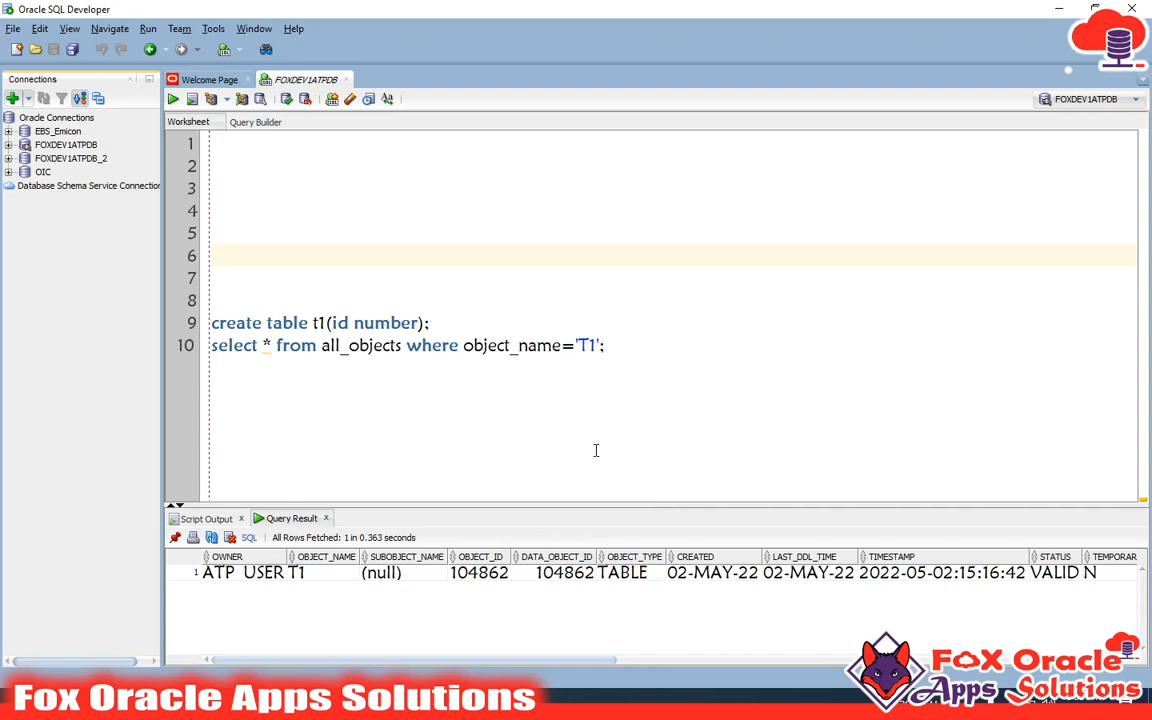 Oracle SQL Developer
File Edit View Navigate Run Team Tools Window Help
Connections
Welcome Page
FOXDEV1ATPDB
FOXDEV1ATPDB
Worksheet Query Builder
Oracle Connections
EBS_Emicon
FOXDEV1ATPDB
FOXDEV1ATPDB_2
OIC
Database Schema Service Connection
1
2
3
4
5
6
7
8
9 create table t1(id number);
10 select * from all_objects where object_name='T1';
Script Output Query Result
SQL All Rows Fetched: 1 in 0.363 seconds
OWNER OBJECT_NAME SUBOBJECT_NAME OBJECT_ID DATA_OBJECT_ID OBJECT_TYPE CREATED LAST_DDL_TIME TIMESTAMP STATUS TEMPORAR
1 ATP_USER T1 (null) 104862 104862 TABLE 02-MAY-22 02-MAY-22 2022-05-02:15:16:42 VALID N
Fox Oracle Apps Solutions
FOX Oracle
Apps Solutions